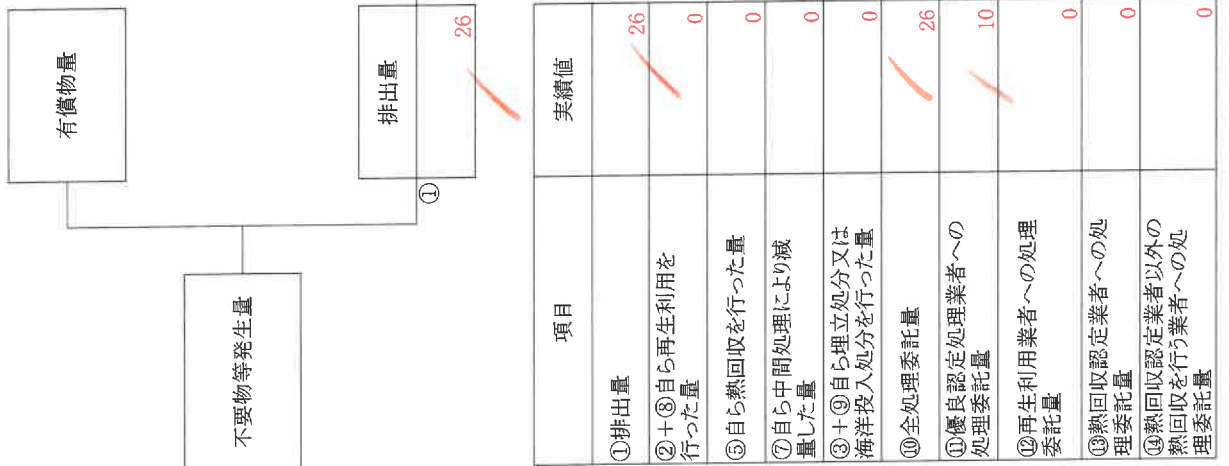 有償物量
不要物等発生量
排出量
①
26
項目 実績値
①排出量 26
②+⑧自ら再生利用を
行った量 0
⑤自ら熱回収を行った量 0
⑦自ら中間処理により減
量した量 0
③+⑨自ら埋立処分又は
海洋投入処分を行った量 0
⑩全処理委託量 26
⑪優良認定処理業者への
処理委託量 10
⑫再生利用業者への処理
委託量 0
⑬熱回収認定業者への処
理委託量 0
⑭熱回収認定業者以外の
熱回収を行う業者への処
理委託量 0